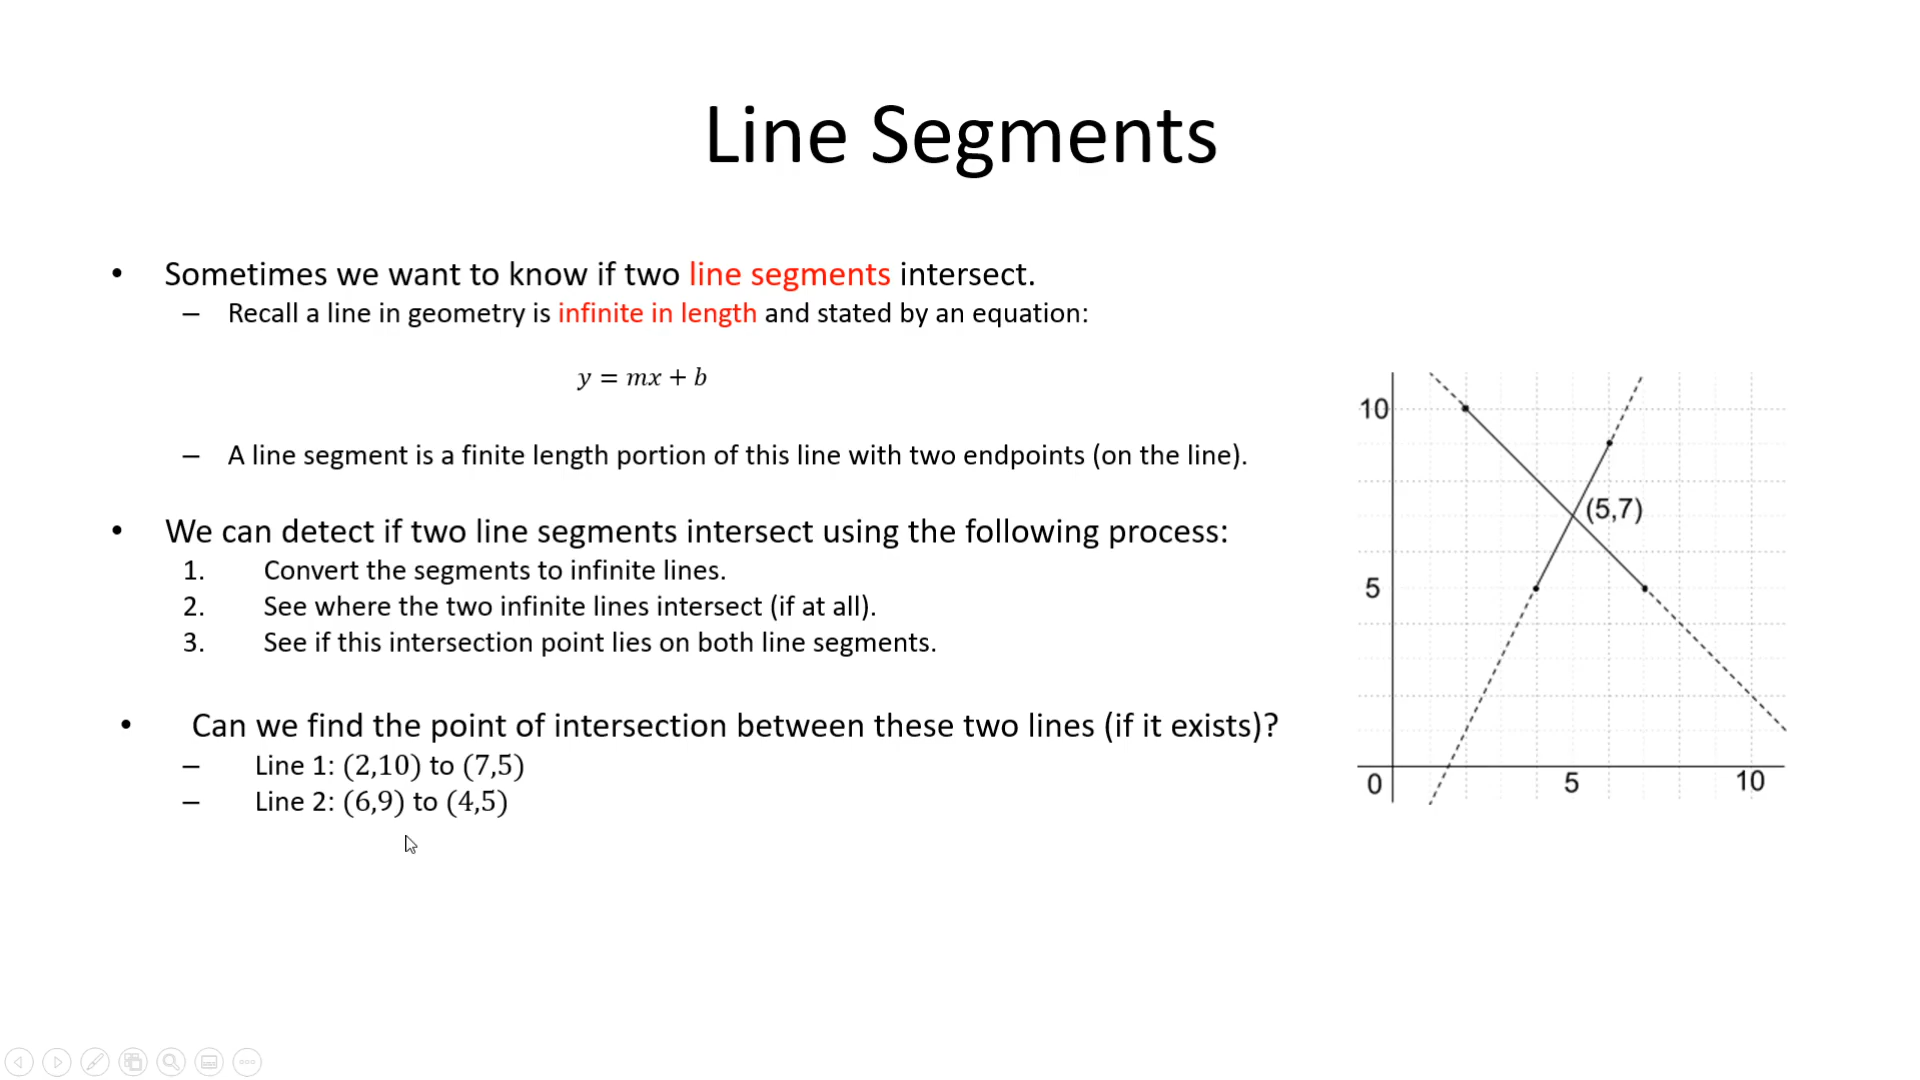 Line Segments
• Sometimes we want to know if two line segments intersect.
– Recall a line in geometry is infinite in length and stated by an equation:
y = mx + b
– A line segment is a finite length portion of this line with two endpoints (on the line).
• We can detect if two line segments intersect using the following process:
1. Convert the segments to infinite lines.
2. See where the two infinite lines intersect (if at all).
3. See if this intersection point lies on both line segments.
• Can we find the point of intersection between these two lines (if it exists)?
– Line 1: (2,10) to (7,5)
– Line 2: (6,9) to (4,5)
10
(5,7)
5
0 5 10